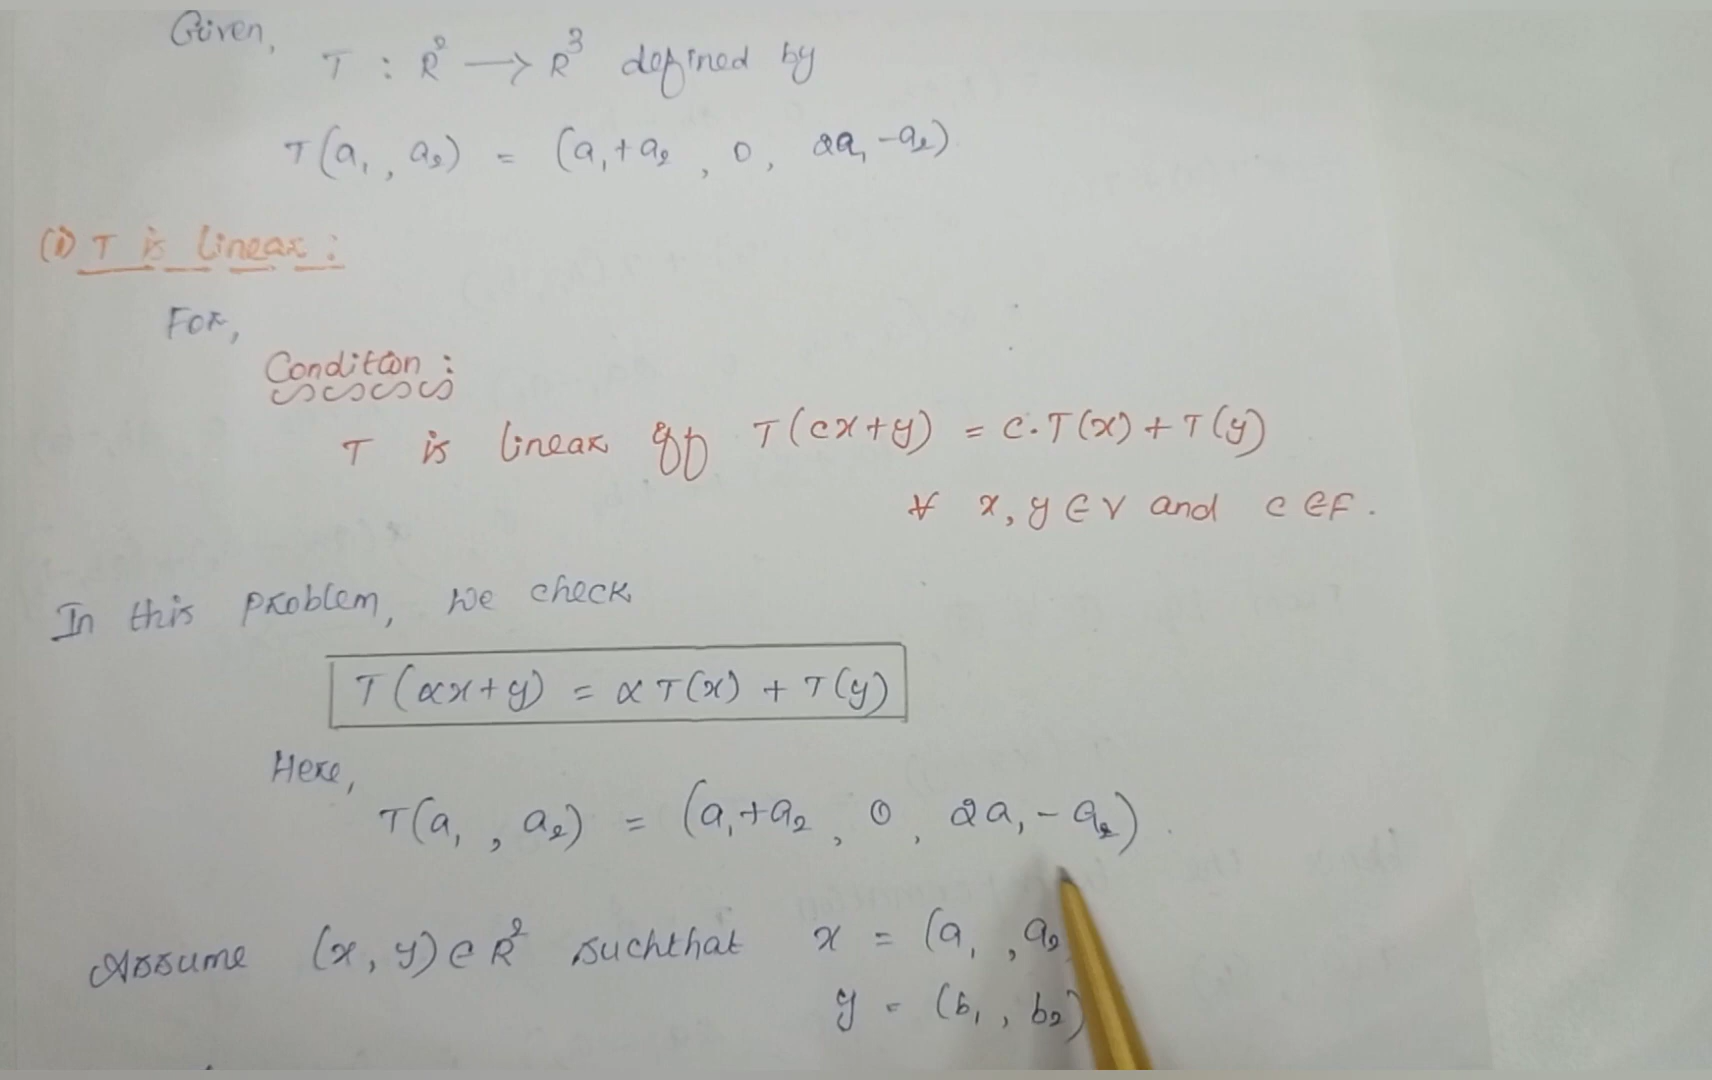 Given,
T : R² → R³ defined by
T(a₁, a₂) = (a₁+a₂, 0, 2a₁-a₂)
(i) T is linear :
For,
Condition :
T is linear iff T(cx+y) = c.T(x) + T(y)
∀ x, y ∈ V and c ∈ F.
In this problem, we check
T(αx+y) = αT(x) + T(y)
Here,
T(a₁, a₂) = (a₁+a₂, 0, 2a₁-a₂).
Assume (x, y) ∈ R² suchthat x = (a₁, a₂
y = (b₁, b₂)